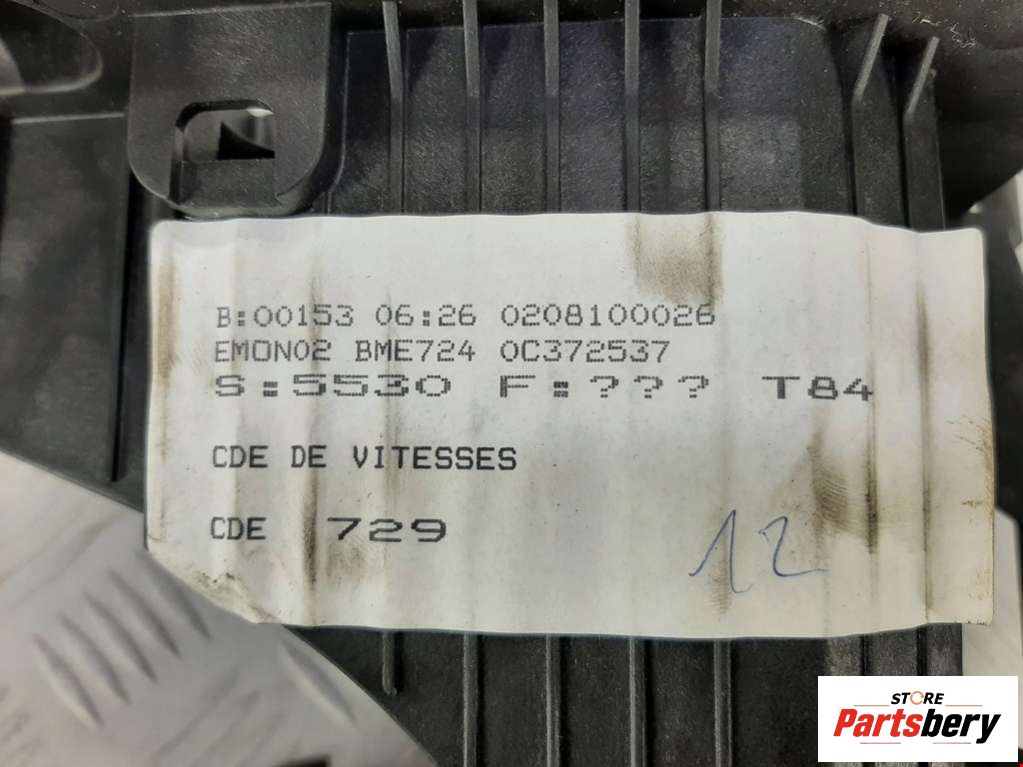 B:00153 06:26 0208100026
EMON02 BME724 0C372537
S:5530 F:??? T84
CDE DE VITESSES
CDE 729
12
STORE
Partsbery